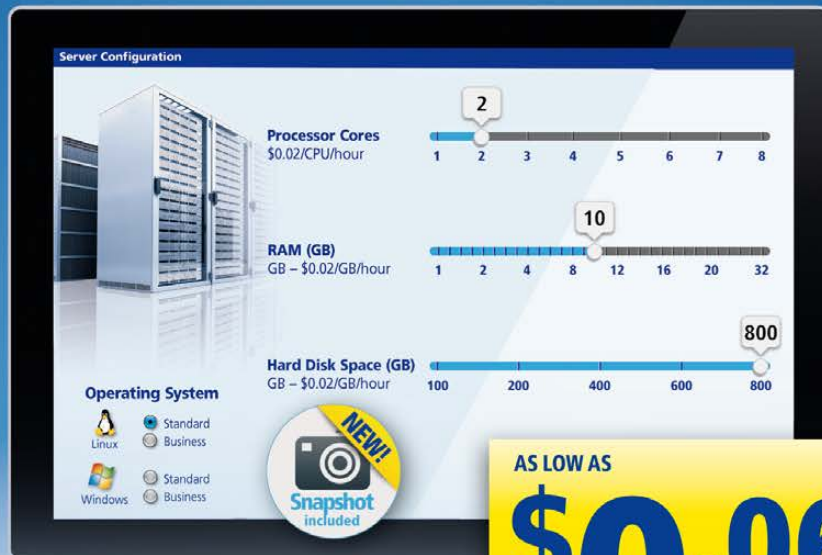 Server Configuration
2
Processor Cores
$0.02/CPU/hour
1 2 3 4 5 6 7 8
10
RAM (GB)
GB – $0.02/GB/hour
1 2 4 8 12 16 20 32
800
Hard Disk Space (GB)
GB – $0.02/GB/hour
100 200 400 600 800
Operating System
Linux
Standard
Business
Windows
Standard
Business
NEW!
Snapshot
included
AS LOW AS
$0.06